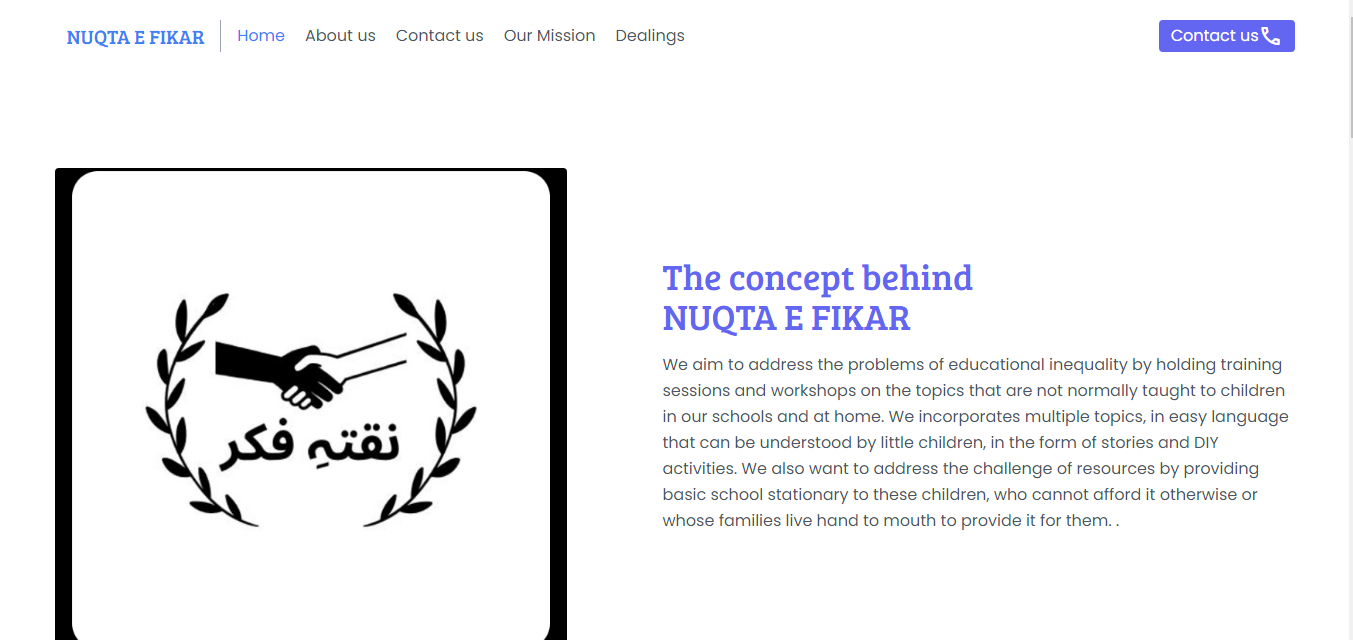 NUQTA E FIKAR
Home About us Contact us Our Mission Dealings
Contact us
نقتہِ فکر
The concept behind
NUQTA E FIKAR
We aim to address the problems of educational inequality by holding training
sessions and workshops on the topics that are not normally taught to children
in our schools and at home. We incorporates multiple topics, in easy language
that can be understood by little children, in the form of stories and DIY
activities. We also want to address the challenge of resources by providing
basic school stationary to these children, who cannot afford it otherwise or
whose families live hand to mouth to provide it for them. .